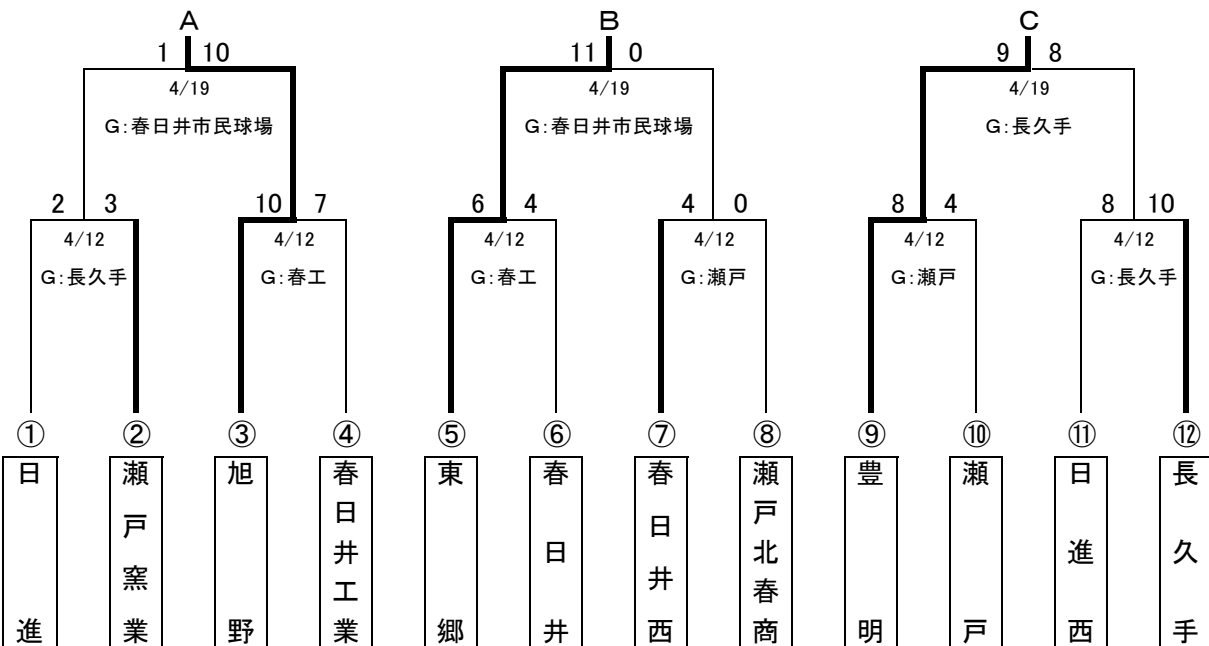 A B C
1 10 11 0 9 8
4/19 4/19 4/19
G:春日井市民球場 G:春日井市民球場 G:長久手
2 3 10 7 6 4 4 0 8 4 8 10
4/12 4/12 4/12 4/12 4/12 4/12
G:長久手 G:春工 G:春工 G:瀬戸 G:瀬戸 G:長久手
① ② ③ ④ ⑤ ⑥ ⑦ ⑧ ⑨ ⑩ ⑪ ⑫
日進
瀬戸窯業
旭野
春日井工業
東郷
春日井
春日井西
瀬戸北春商
豊明
瀬戸
日進西
長久手